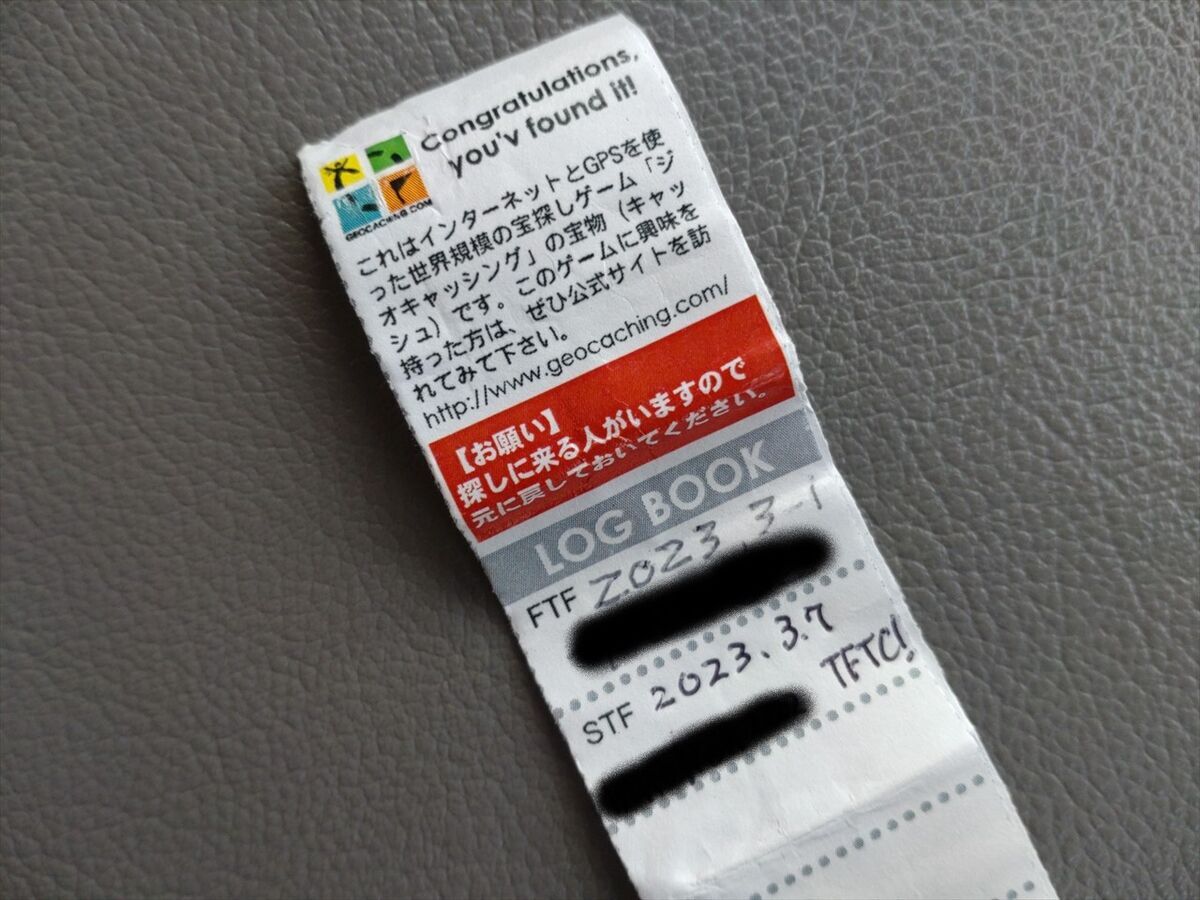 Congratulations,
you'v found it!
GEOCACHING.COM
これはインターネットとGPSを使
った世界規模の宝探しゲーム「ジ
オキャッシング」の宝物（キャッ
シュ）です。このゲームに興味を
持った方は、ぜひ公式サイトを訪
れてみて下さい。
http://www.geocaching.com/
【お願い】
探しに来る人がいますので
元に戻しておいてください。
LOG BOOK
FTF 2023.3-1
STF 2023.3.7
TFTC!